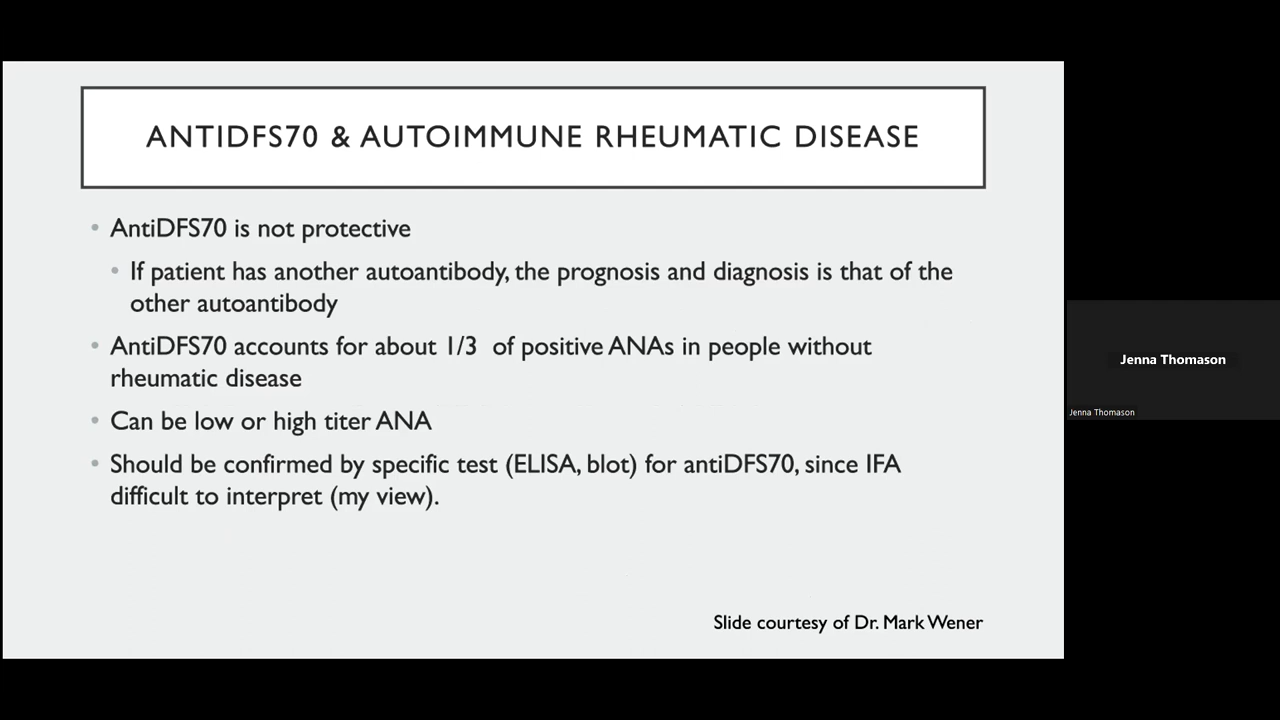 ANTIDFS70 & AUTOIMMUNE RHEUMATIC DISEASE
• AntiDFS70 is not protective
• If patient has another autoantibody, the prognosis and diagnosis is that of the
other autoantibody
• AntiDFS70 accounts for about 1/3 of positive ANAs in people without
rheumatic disease
• Can be low or high titer ANA
• Should be confirmed by specific test (ELISA, blot) for antiDFS70, since IFA
difficult to interpret (my view).
Slide courtesy of Dr. Mark Wener
Jenna Thomason
Jenna Thomason